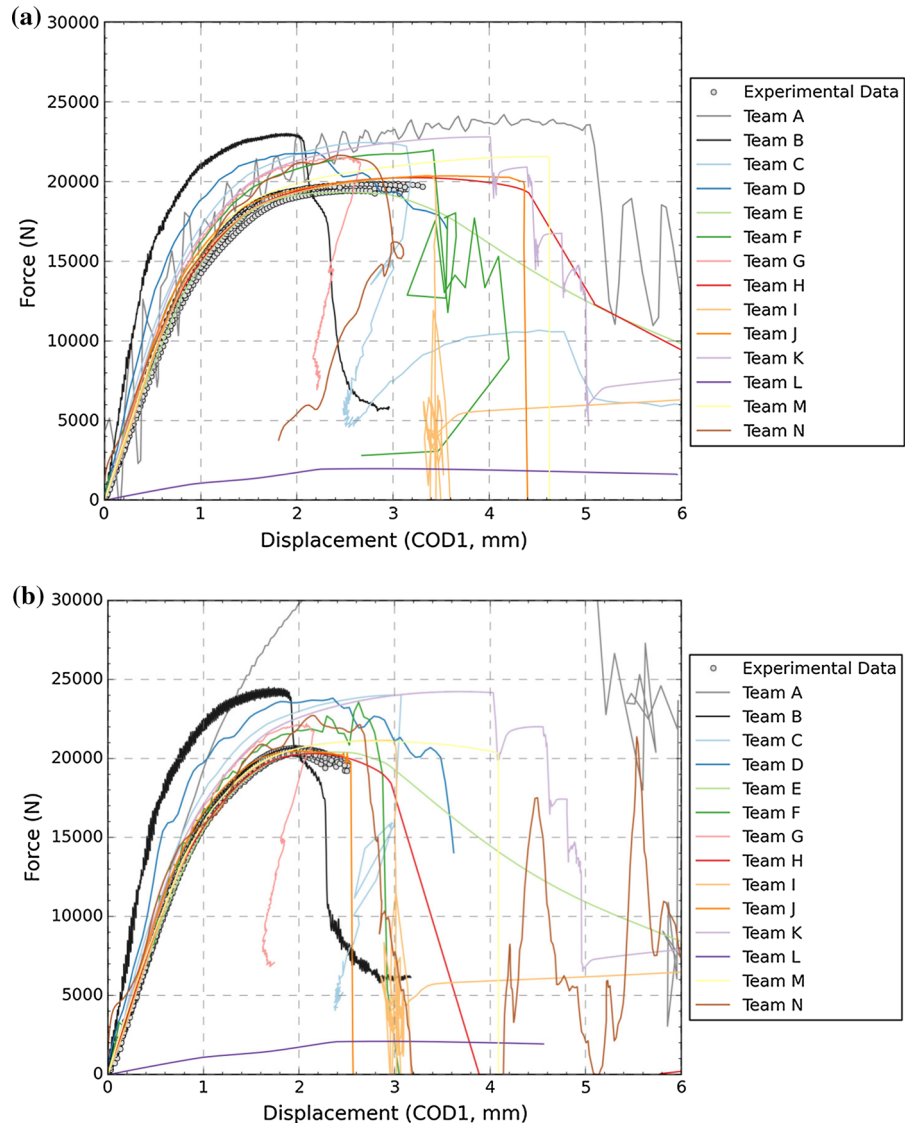 (a)
30000
25000
20000
15000
10000
5000
0
Force (N)
0 1 2 3 4 5 6
Displacement (COD1, mm)
Experimental Data
Team A
Team B
Team C
Team D
Team E
Team F
Team G
Team H
Team I
Team J
Team K
Team L
Team M
Team N
(b)
30000
25000
20000
15000
10000
5000
0
Force (N)
0 1 2 3 4 5 6
Displacement (COD1, mm)
Experimental Data
Team A
Team B
Team C
Team D
Team E
Team F
Team G
Team H
Team I
Team J
Team K
Team L
Team M
Team N